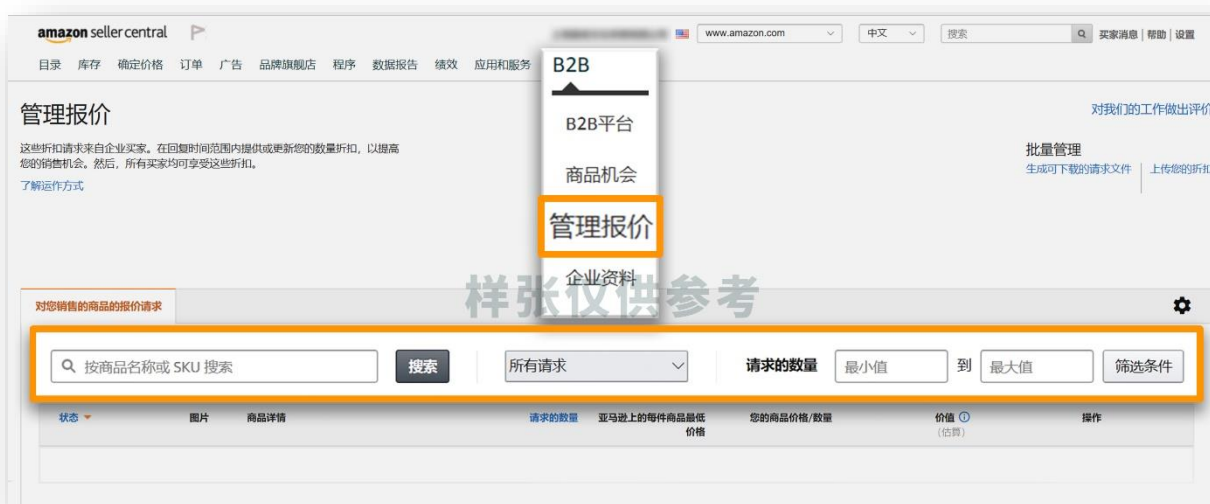 amazon seller central
www.amazon.com
中文
搜索
买家消息 | 帮助 | 设置
目录 库存 确定价格 订单 广告 品牌旗舰店 程序 数据报告 绩效 应用和服务 B2B
B2B平台
商品机会
管理报价
企业资料
管理报价
对我们的工作做出评价
这些折扣请求来自企业买家。在回复时间范围内提供或更新您的数量折扣，以提高
您的销售机会。然后，所有买家均可享受这些折扣。
了解运作方式
批量管理
生成可下载的请求文件 上传您的折扣
样张仅供参考
对您销售的商品的报价请求
按商品名称或 SKU 搜索 搜索 所有请求 请求的数量 最小值 到 最大值 筛选条件
状态 图片 商品详情 请求的数量 亚马逊上的每件商品最低
价格 您的商品价格/数量 价值
(估算) 操作